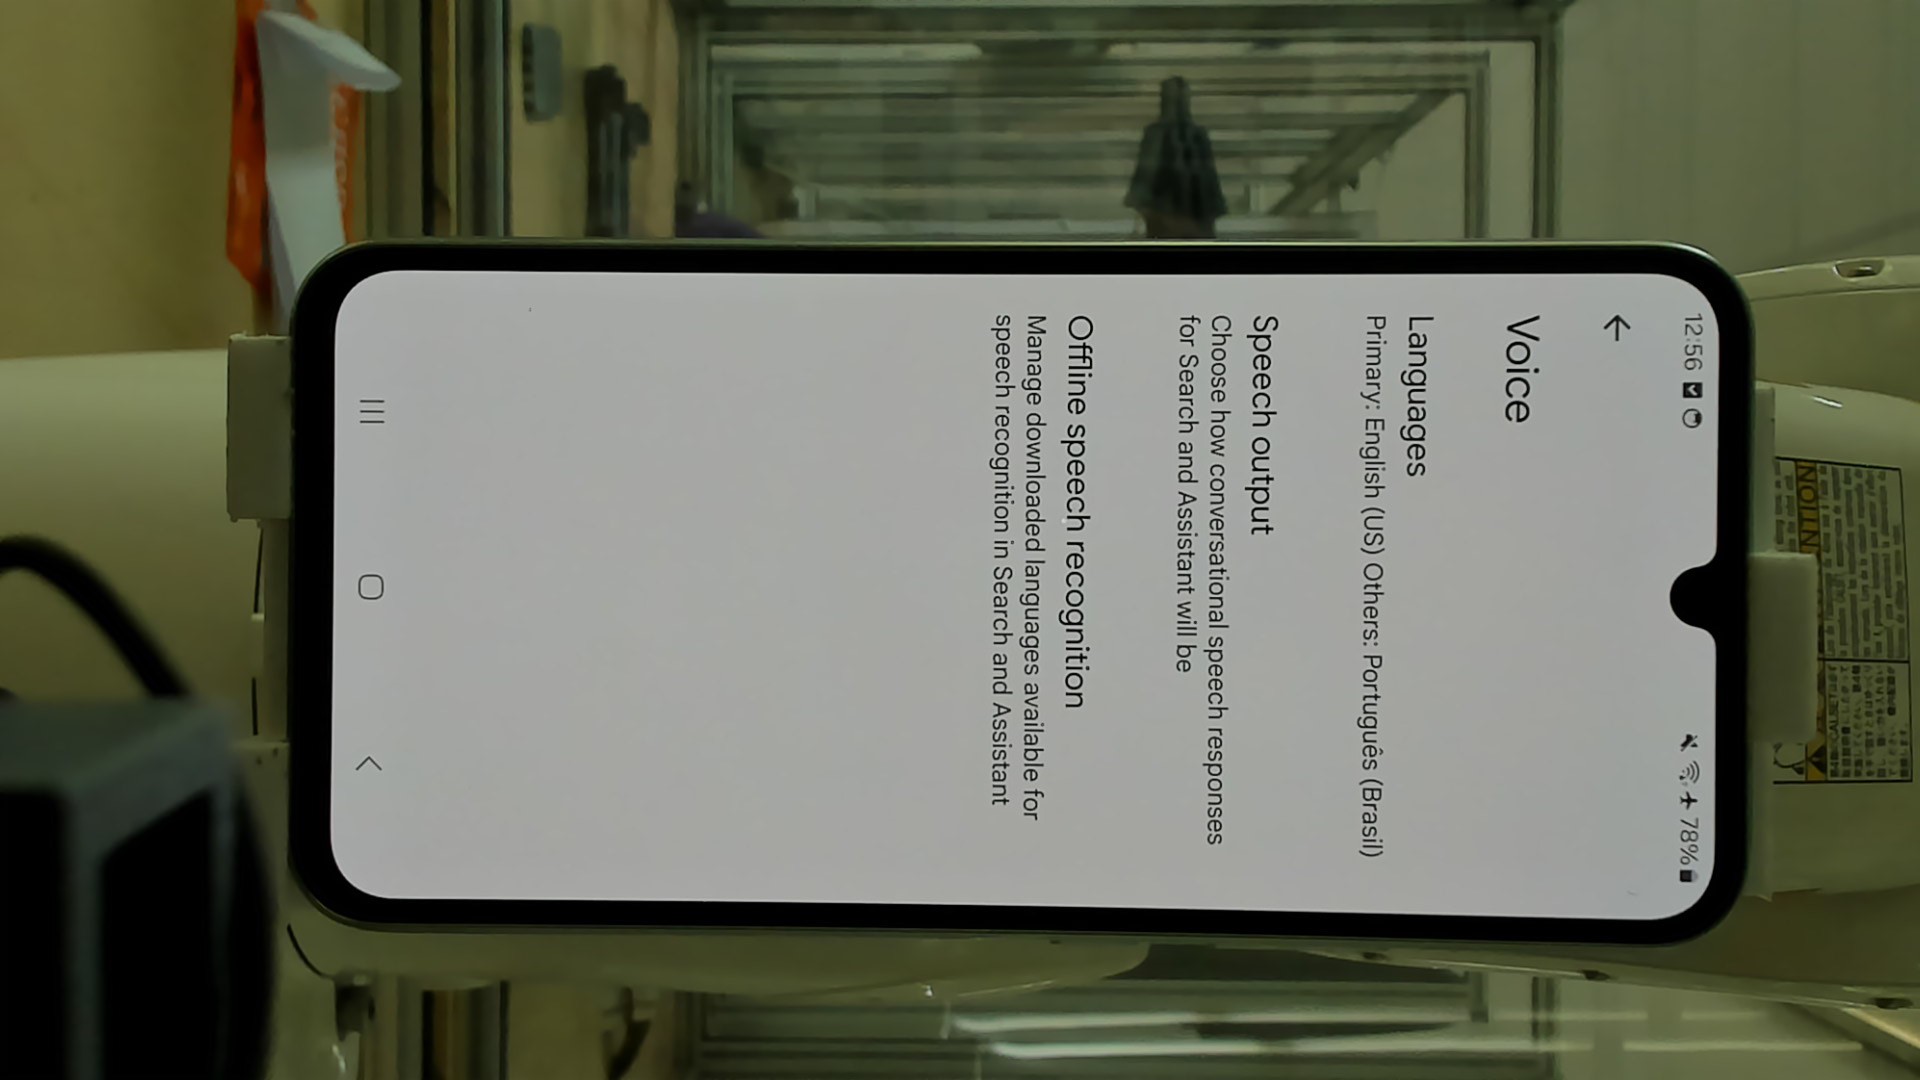 12:56
78%
Voice
Languages
Primary: English (US) Others: Português (Brasil)
Speech output
Choose how conversational speech responses
for Search and Assistant will be
Offline speech recognition
Manage downloaded languages available for
speech recognition in Search and Assistant